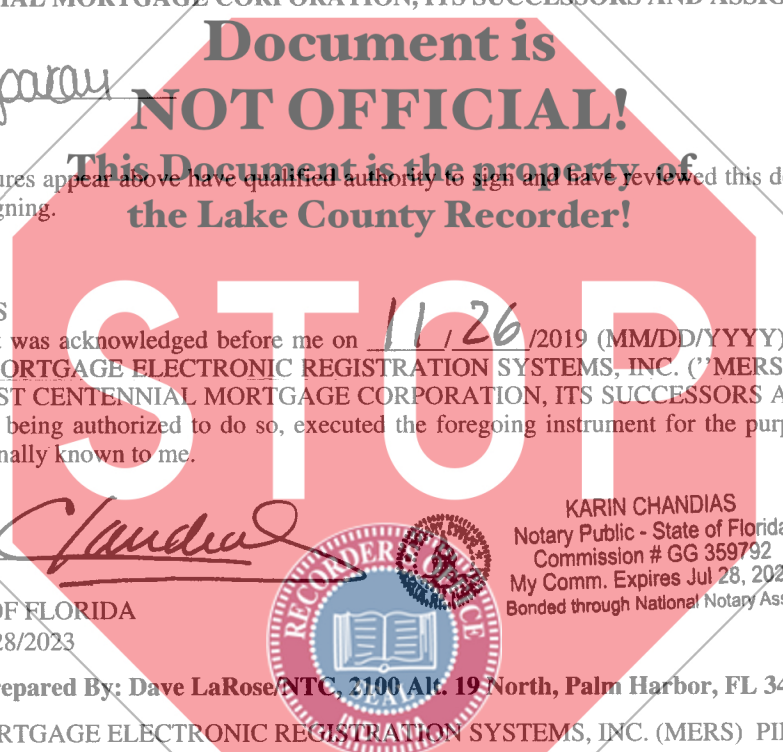 IAL MORTGAGE CORPORATION, ITS SUCCESSORS AND ASSIG
Document is
NOT OFFICIAL!
This Document is the property of
the Lake County Recorder!
ures appear above have qualified authority to sign and have reviewed this d
gning.
STOP
S
was acknowledged before me on 11/26/2019 (MM/DD/YYYY)
ORTGAGE ELECTRONIC REGISTRATION SYSTEMS, INC. (''MERS
ST CENTENNIAL MORTGAGE CORPORATION, ITS SUCCESSORS A
being authorized to do so, executed the foregoing instrument for the purp
nally known to me.
KARIN CHANDIAS
Notary Public - State of Florida
Commission # GG 359792
My Comm. Expires Jul 28, 202
Bonded through National Notary Ass
RECORDER'S OFFICE
SEAL
OF FLORIDA
28/2023
repared By: Dave LaRose/NTC, 2100 Alt. 19 North, Palm Harbor, FL 34
RTGAGE ELECTRONIC REGISTRATION SYSTEMS, INC. (MERS) P